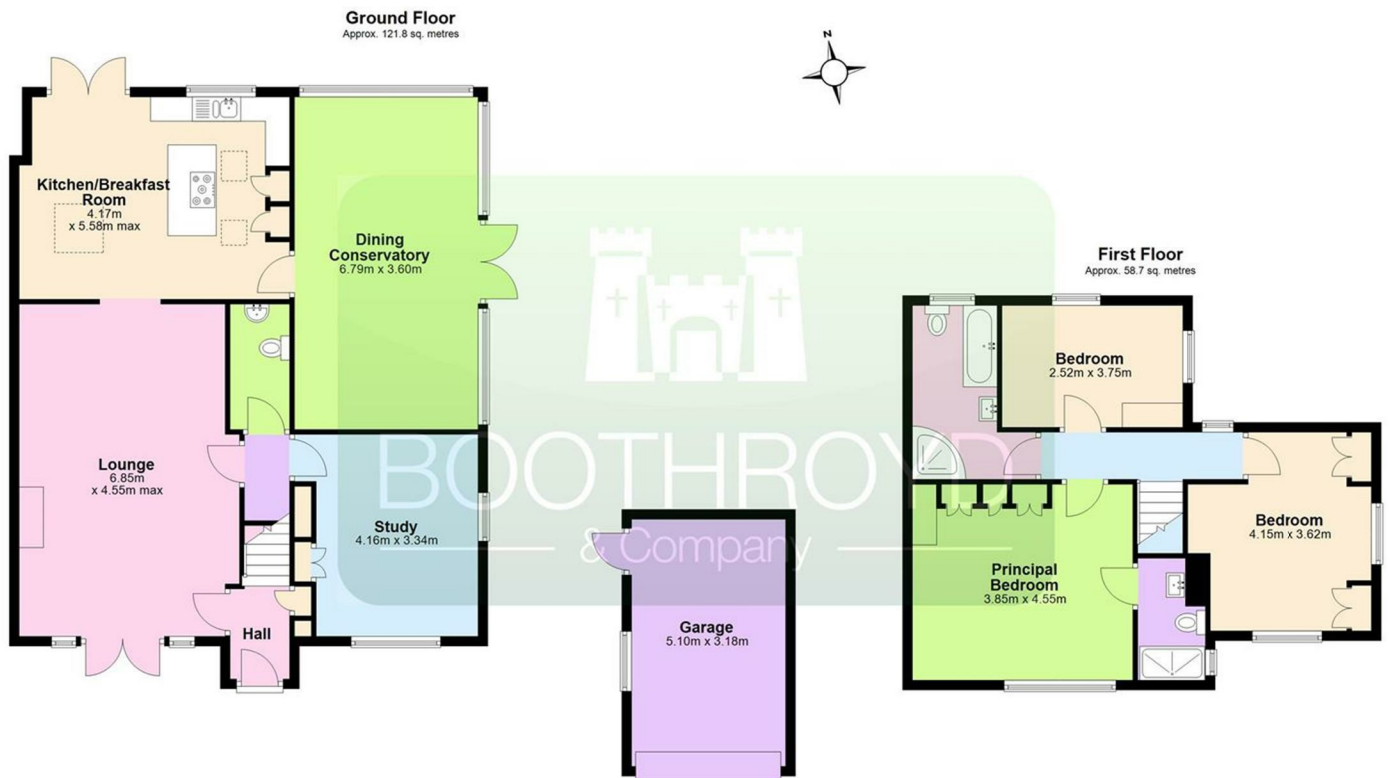 Ground Floor
Approx. 121.8 sq. metres
N
Kitchen/Breakfast
Room
4.17m
x 5.58m max
Dining
Conservatory
6.79m x 3.60m
Lounge
6.85m
x 4.55m max
Study
4.16m x 3.34m
Hall
Garage
5.10m x 3.18m
First Floor
Approx. 58.7 sq. metres
Bedroom
2.52m x 3.75m
Bedroom
4.15m x 3.62m
Principal
Bedroom
3.85m x 4.55m
BOOTHROYD
& Company